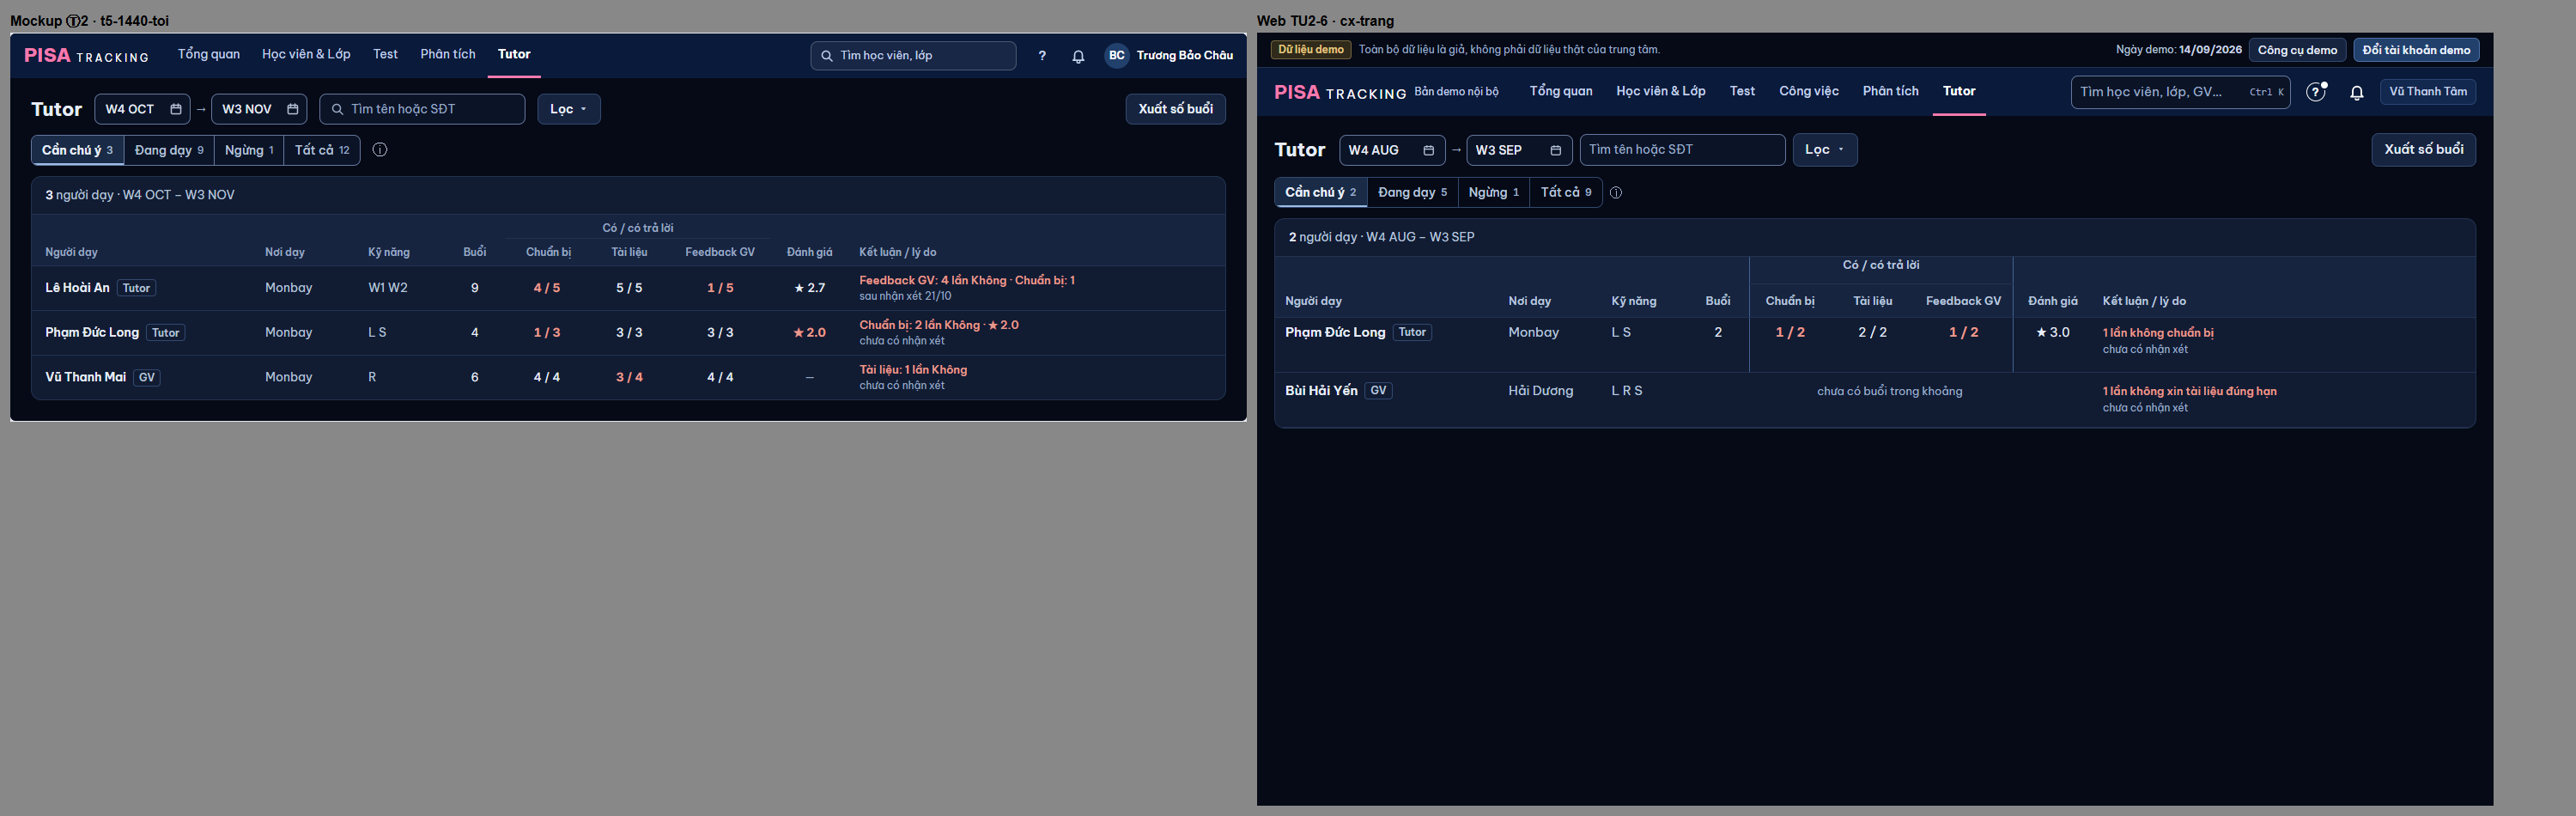 Mockup Ⓣ2 · t5-1440-toi
PISA TRACKING Tổng quan Học viên & Lớp Test Phân tích Tutor Tìm học viên, lớp ? BC Trương Bảo Châu
Tutor W4 OCT → W3 NOV Tìm tên hoặc SĐT Lọc Xuất số buổi
Cần chú ý 3 Đang dạy 9 Ngừng 1 Tất cả 12 ⓘ
3 người dạy · W4 OCT – W3 NOV
Có / có trả lời
Người dạy Nơi dạy Kỹ năng Buổi Chuẩn bị Tài liệu Feedback GV Đánh giá Kết luận / lý do
Lê Hoài An Tutor Monbay W1 W2 9 4 / 5 5 / 5 1 / 5 ★ 2.7 Feedback GV: 4 lần Không · Chuẩn bị: 1
sau nhận xét 21/10
Phạm Đức Long Tutor Monbay L S 4 1 / 3 3 / 3 3 / 3 ★ 2.0 Chuẩn bị: 2 lần Không · ★ 2.0
chưa có nhận xét
Vũ Thanh Mai GV Monbay R 6 4 / 4 3 / 4 4 / 4 — Tài liệu: 1 lần Không
chưa có nhận xét
Web TU2-6 · cx-trang
Dữ liệu demo Toàn bộ dữ liệu là giả, không phải dữ liệu thật của trung tâm. Ngày demo: 14/09/2026 Công cụ demo Đổi tài khoản demo
PISA TRACKING Bản demo nội bộ Tổng quan Học viên & Lớp Test Công việc Phân tích Tutor Tìm học viên, lớp, GV... Ctrl K ? Vũ Thanh Tâm
Tutor W4 AUG → W3 SEP Tìm tên hoặc SĐT Lọc Xuất số buổi
Cần chú ý 2 Đang dạy 5 Ngừng 1 Tất cả 9 ⓘ
2 người dạy · W4 AUG – W3 SEP
Có / có trả lời
Người dạy Nơi dạy Kỹ năng Buổi Chuẩn bị Tài liệu Feedback GV Đánh giá Kết luận / lý do
Phạm Đức Long Tutor Monbay L S 2 1 / 2 2 / 2 1 / 2 ★ 3.0 1 lần không chuẩn bị
chưa có nhận xét
Bùi Hải Yến GV Hải Dương L R S chưa có buổi trong khoảng 1 lần không xin tài liệu đúng hạn
chưa có nhận xét